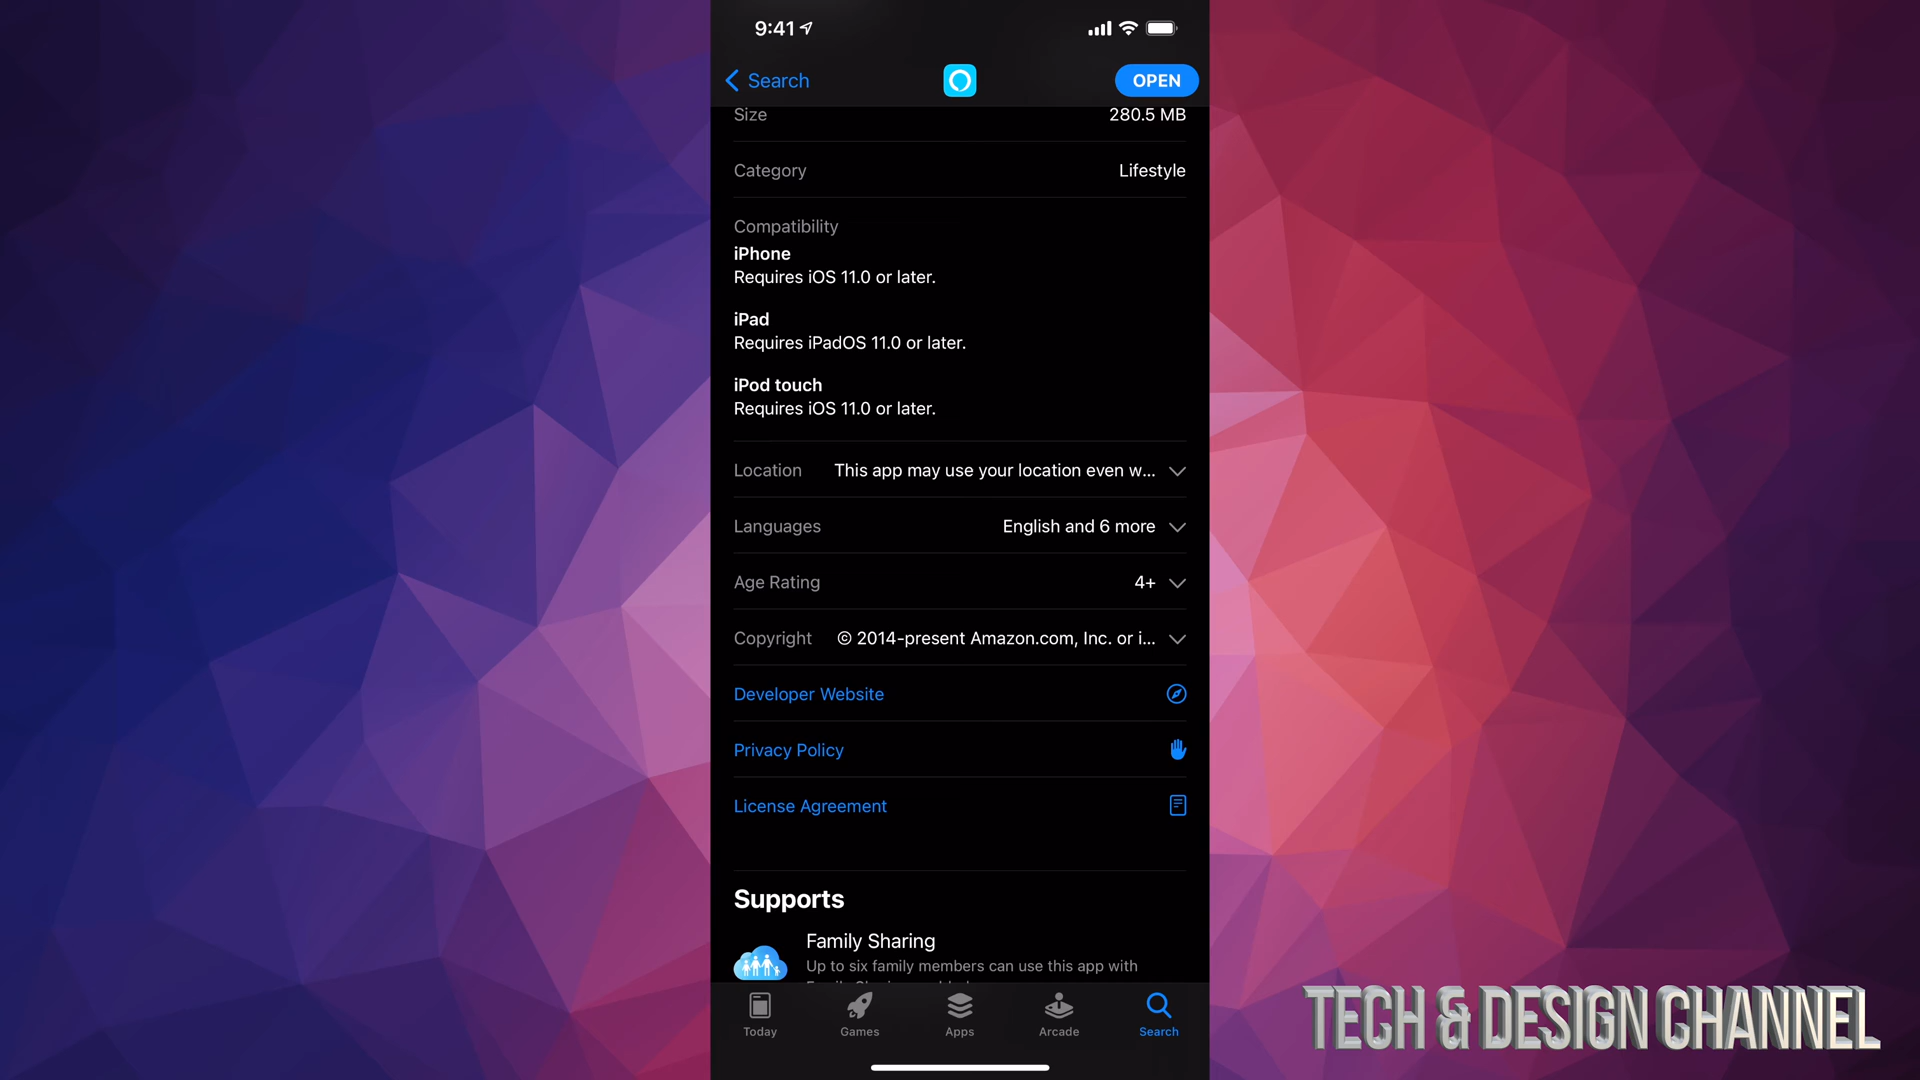 9:41
Search
OPEN
Size 280.5 MB
Category Lifestyle
Compatibility
iPhone
Requires iOS 11.0 or later.
iPad
Requires iPadOS 11.0 or later.
iPod touch
Requires iOS 11.0 or later.
Location This app may use your location even w...
Languages English and 6 more
Age Rating 4+
Copyright © 2014-present Amazon.com, Inc. or i...
Developer Website
Privacy Policy
License Agreement
Supports
Family Sharing
Up to six family members can use this app with
Today Games Apps Arcade Search
TECH & DESIGN CHANNEL